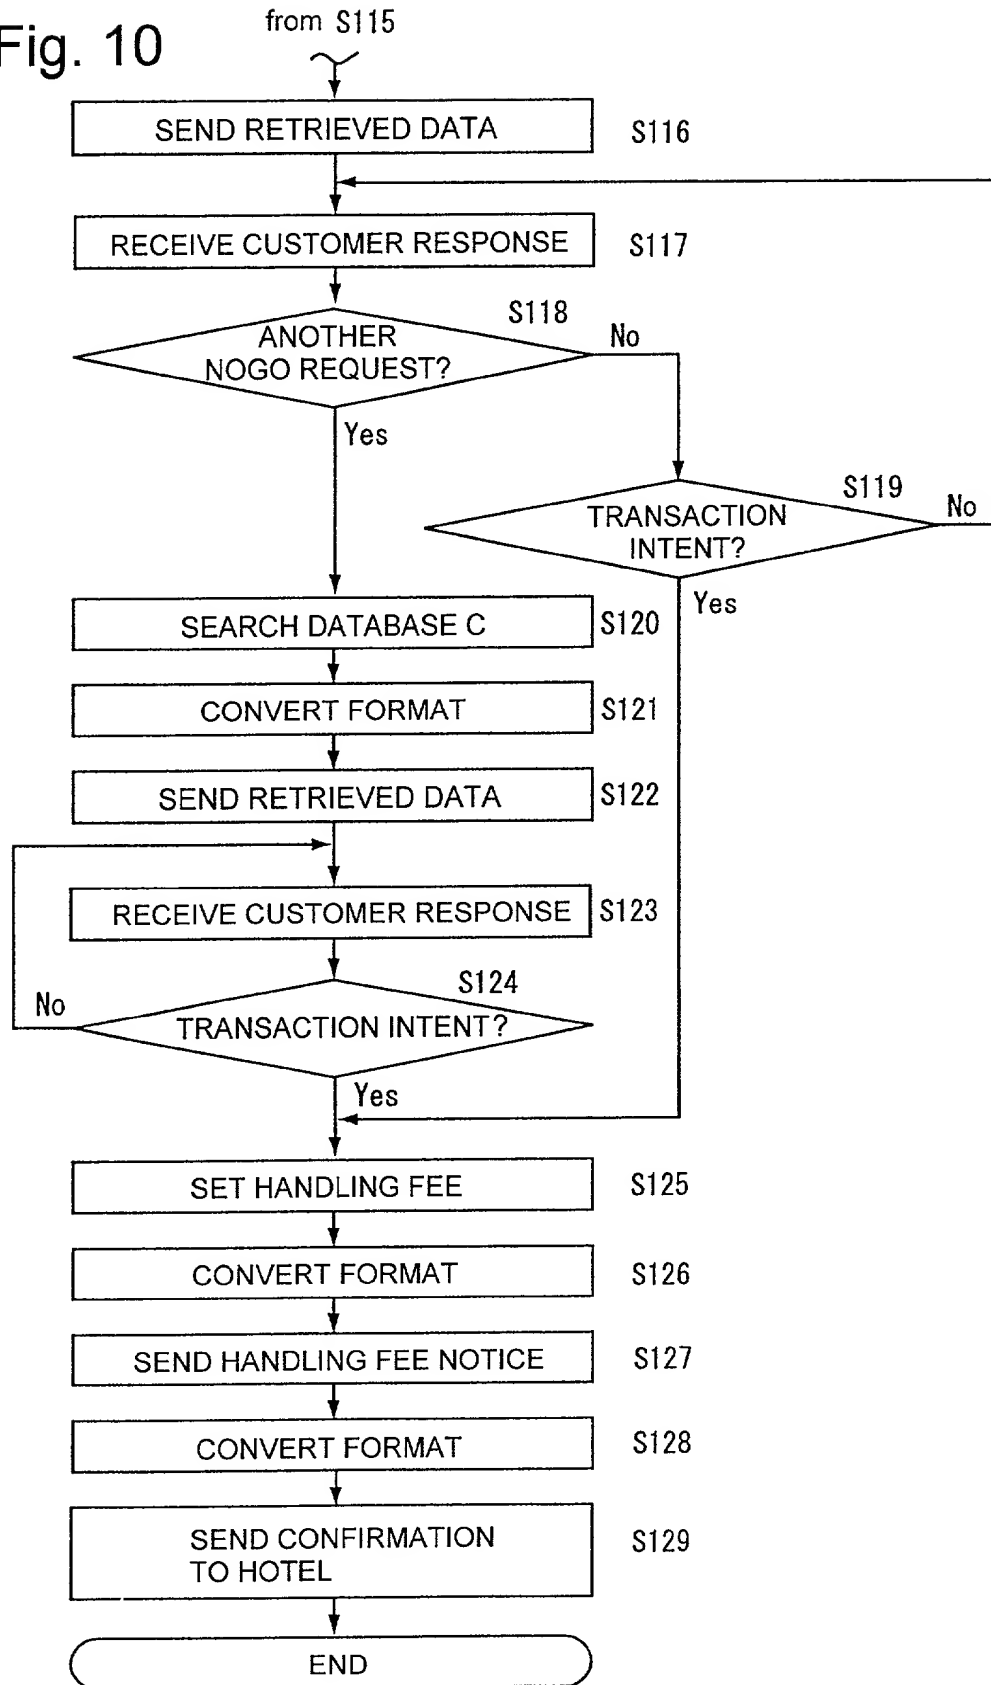 Fig. 10
from S115
SEND RETRIEVED DATA
S116
RECEIVE CUSTOMER RESPONSE
S117
S118
ANOTHER
NOGO REQUEST?
No
Yes
S119
TRANSACTION
INTENT?
No
Yes
SEARCH DATABASE C
S120
CONVERT FORMAT
S121
SEND RETRIEVED DATA
S122
RECEIVE CUSTOMER RESPONSE
S123
S124
No
TRANSACTION INTENT?
Yes
SET HANDLING FEE
S125
CONVERT FORMAT
S126
SEND HANDLING FEE NOTICE
S127
CONVERT FORMAT
S128
SEND CONFIRMATION
TO HOTEL
S129
END